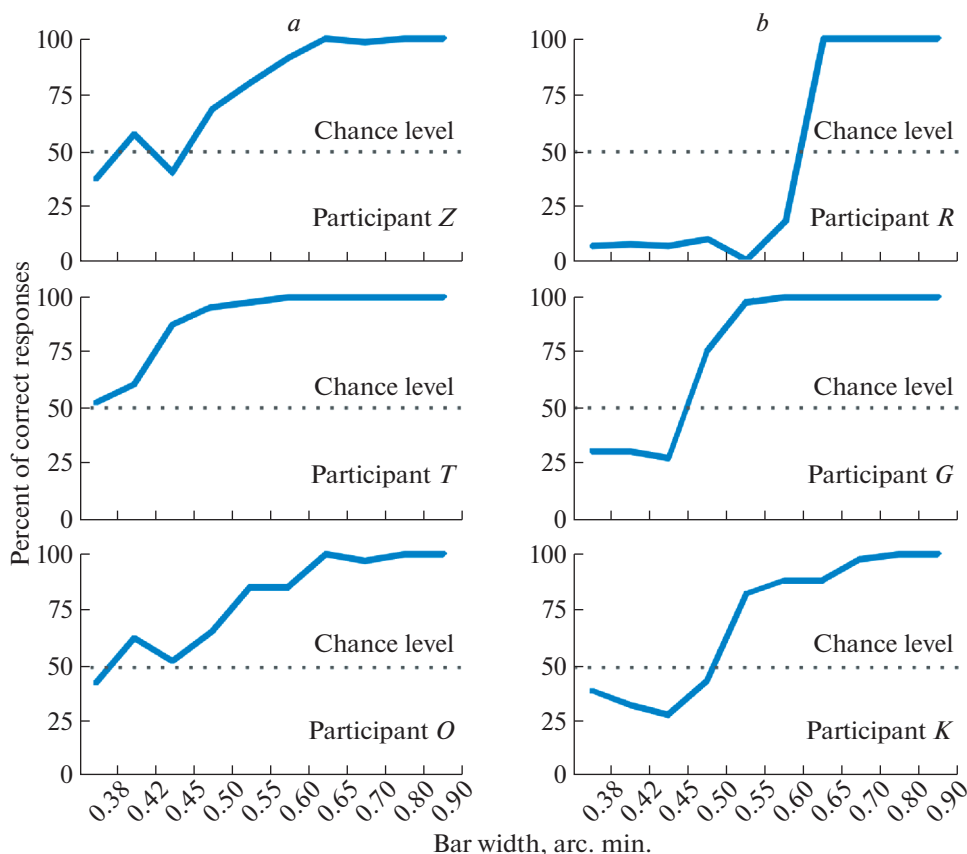 a
b
Percent of correct responses
100
75
50
25
0
Chance level
Participant Z
100
75
50
25
0
Chance level
Participant R
100
75
50
25
0
Chance level
Participant T
100
75
50
25
0
Chance level
Participant G
100
75
50
25
0
Chance level
Participant O
100
75
50
25
0
Chance level
Participant K
0.38 0.42 0.45 0.50 0.55 0.60 0.65 0.70 0.80 0.90
0.38 0.42 0.45 0.50 0.55 0.60 0.65 0.70 0.80 0.90
Bar width, arc. min.